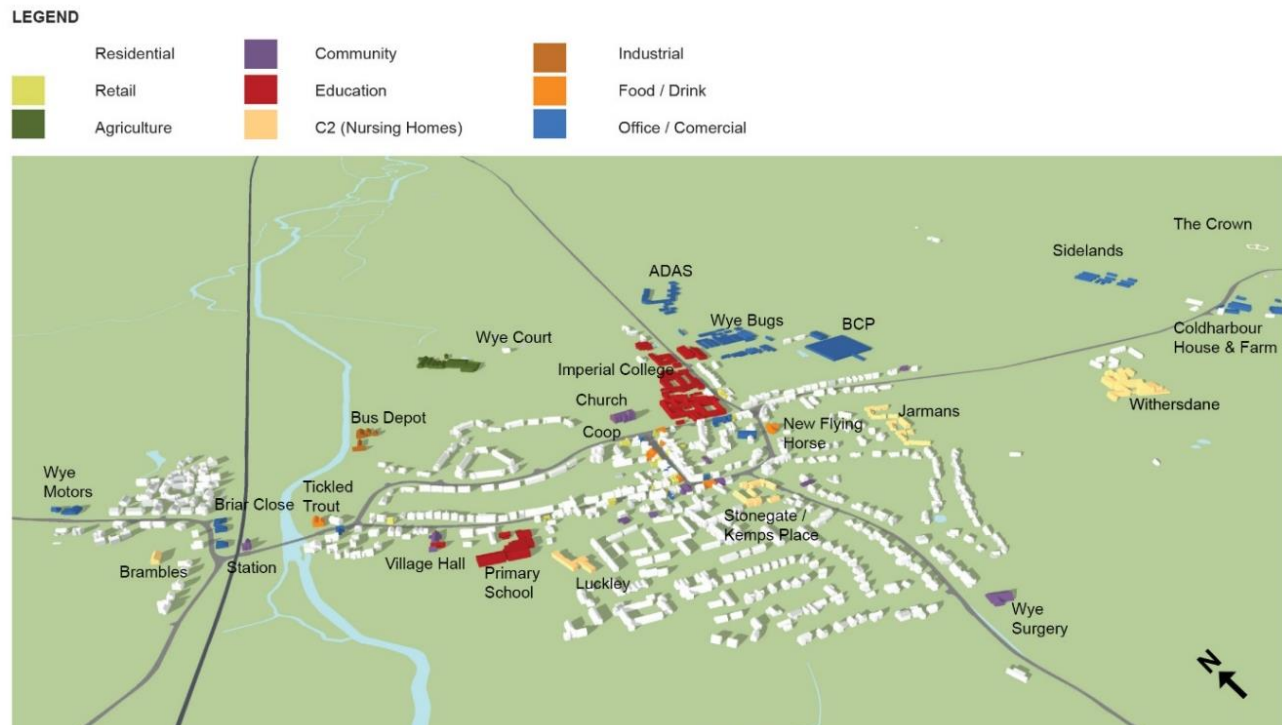 LEGEND
Residential
Community
Industrial
Retail
Education
Food / Drink
Agriculture
C2 (Nursing Homes)
Office / Comercial
The Crown
Sidelands
ADAS
Wye Bugs
BCP
Coldharbour
House & Farm
Wye Court
Imperial College
Withersdane
Church
Jarmans
Bus Depot
Coop
New Flying
Horse
Wye
Motors
Briar Close
Tickled
Trout
Stonegate /
Kemps Place
Brambles
Station
Village Hall
Primary
School
Luckley
Wye
Surgery
N